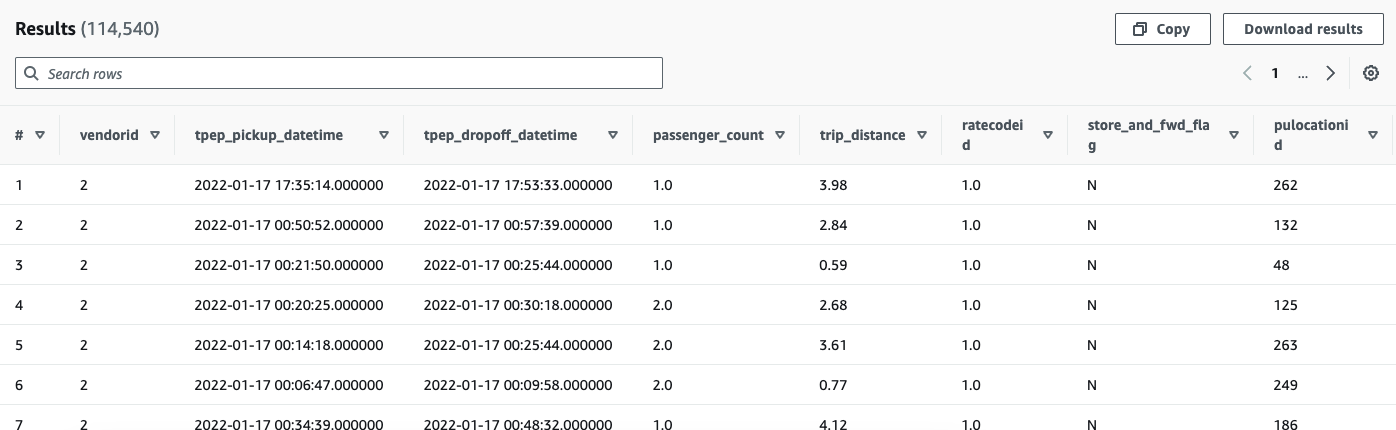 Results (114,540)
Copy
Download results
Search rows
1 ...
# vendorid tpep_pickup_datetime tpep_dropoff_datetime passenger_count trip_distance ratecodei store_and_fwd_fla pulocationi
d g d
1 2 2022-01-17 17:35:14.000000 2022-01-17 17:53:33.000000 1.0 3.98 1.0 N 262
2 2 2022-01-17 00:50:52.000000 2022-01-17 00:57:39.000000 1.0 2.84 1.0 N 132
3 2 2022-01-17 00:21:50.000000 2022-01-17 00:25:44.000000 1.0 0.59 1.0 N 48
4 2 2022-01-17 00:20:25.000000 2022-01-17 00:30:18.000000 2.0 2.68 1.0 N 125
5 2 2022-01-17 00:14:18.000000 2022-01-17 00:25:44.000000 2.0 3.61 1.0 N 263
6 2 2022-01-17 00:06:47.000000 2022-01-17 00:09:58.000000 2.0 0.77 1.0 N 249
7 2 2022-01-17 00:34:39.000000 2022-01-17 00:48:32.000000 1.0 4.12 1.0 N 186